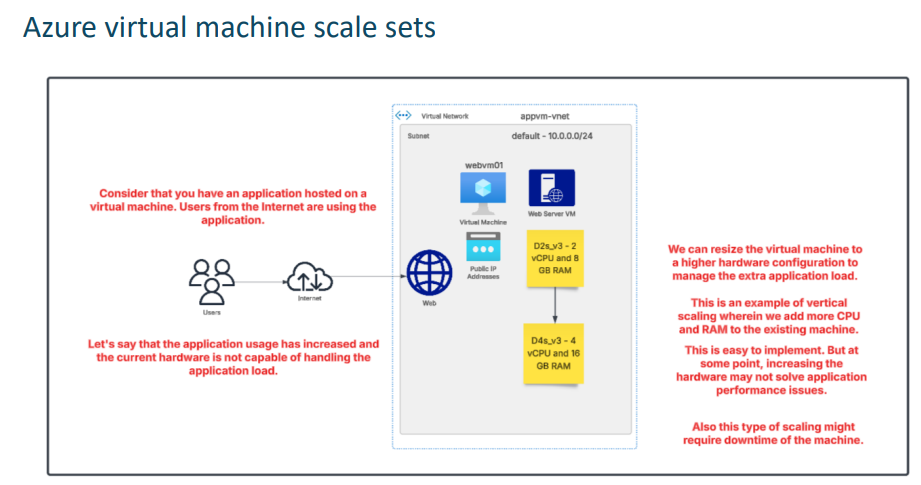 Azure virtual machine scale sets
Virtual Network
appvm-vnet
Subnet
default - 10.0.0.0/24
Consider that you have an application hosted on a
virtual machine. Users from the Internet are using the
application.
Users
Internet
Let's say that the application usage has increased and
the current hardware is not capable of handling the
application load.
webvm01
Virtual Machine
Web Server VM
Public IP
Addresses
Web
D2s_v3 - 2
vCPU and 8
GB RAM
D4s_v3 - 4
vCPU and 16
GB RAM
We can resize the virtual machine to
a higher hardware configuration to
manage the extra application load.
This is an example of vertical
scaling wherein we add more CPU
and RAM to the existing machine.
This is easy to implement. But at
some point, increasing the
hardware may not solve application
performance issues.
Also this type of scaling might
require downtime of the machine.